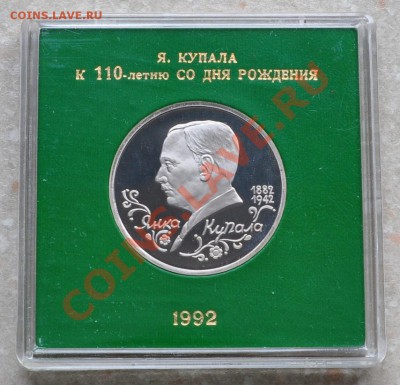 COINS.LAVE.RU
Я. КУПАЛА
К 110-летию СО ДНЯ РОЖДЕНИЯ
1882
1942
Янка Купала
1992
COINS.LAVE.RU